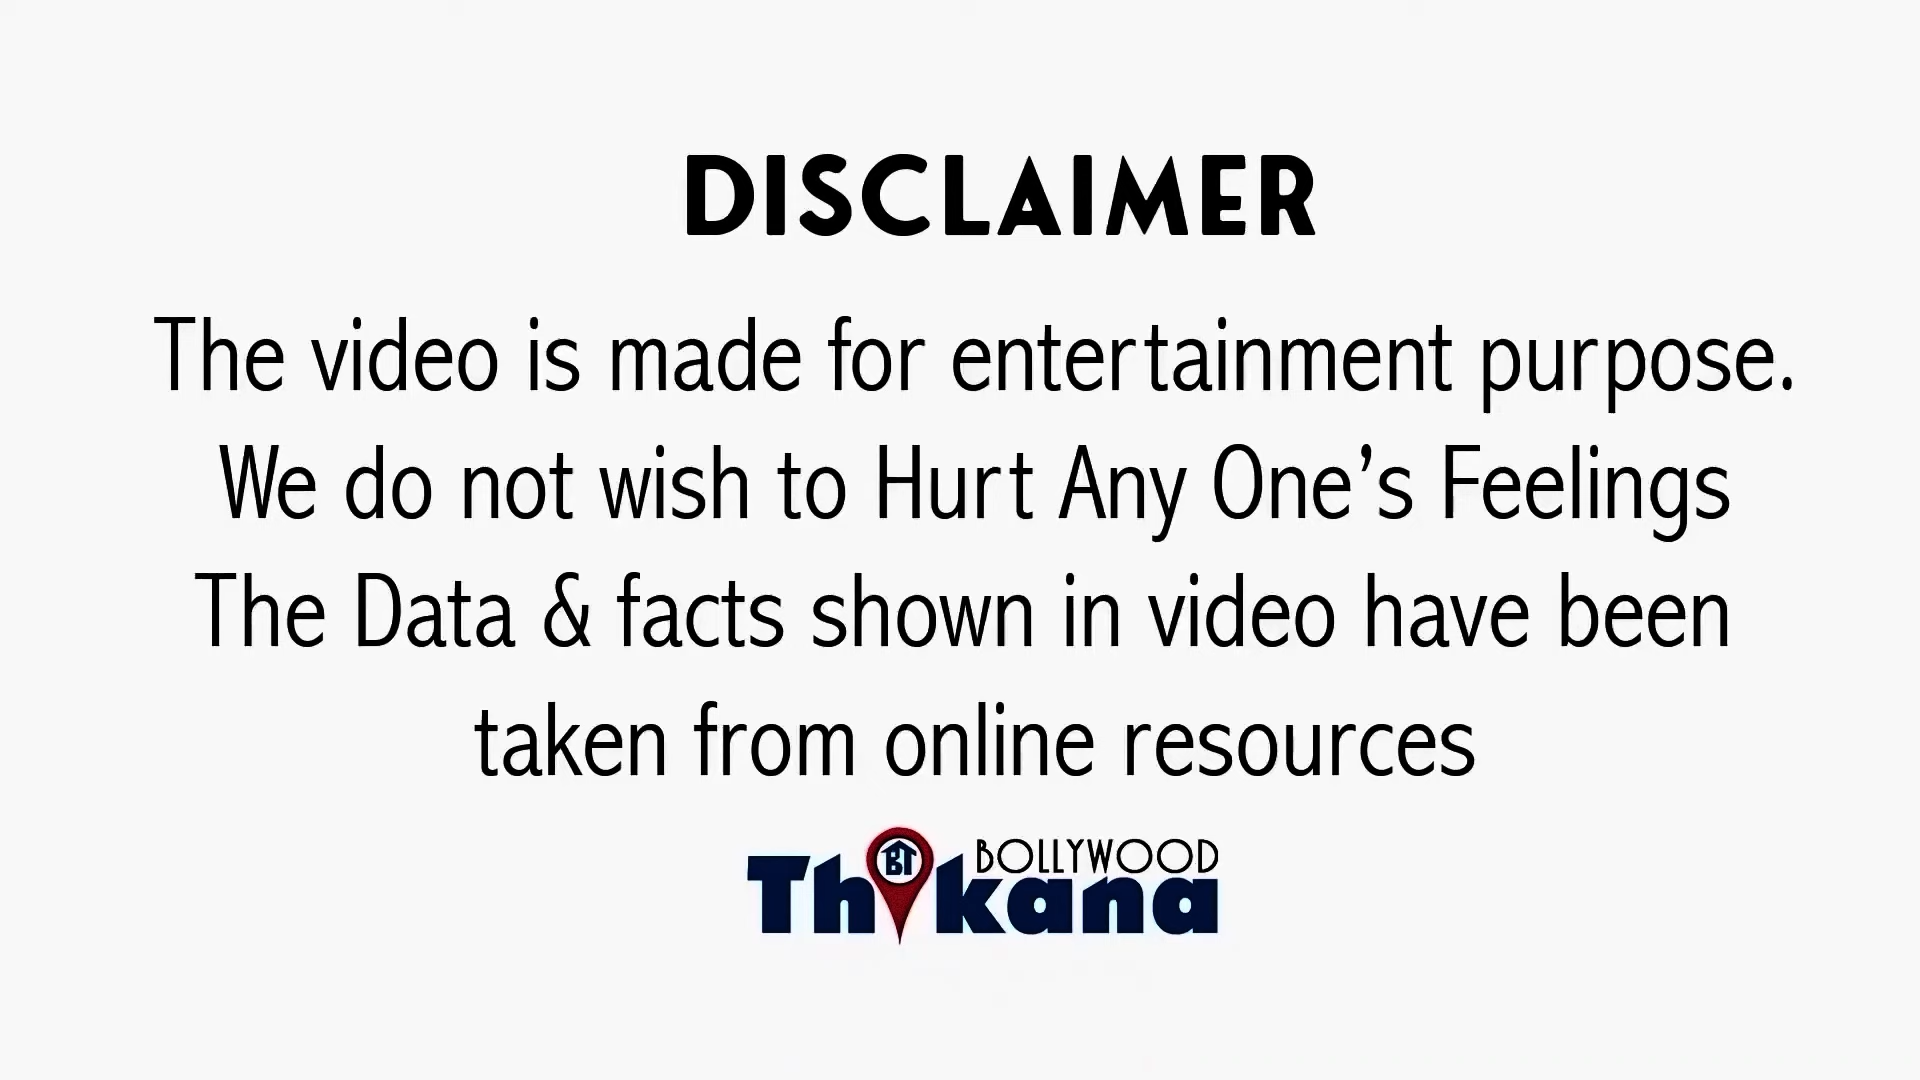 DISCLAIMER
The video is made for entertainment purpose.
We do not wish to Hurt Any One’s Feelings
The Data & facts shown in video have been
taken from online resources
BT BOLLYWOOD
Thikana